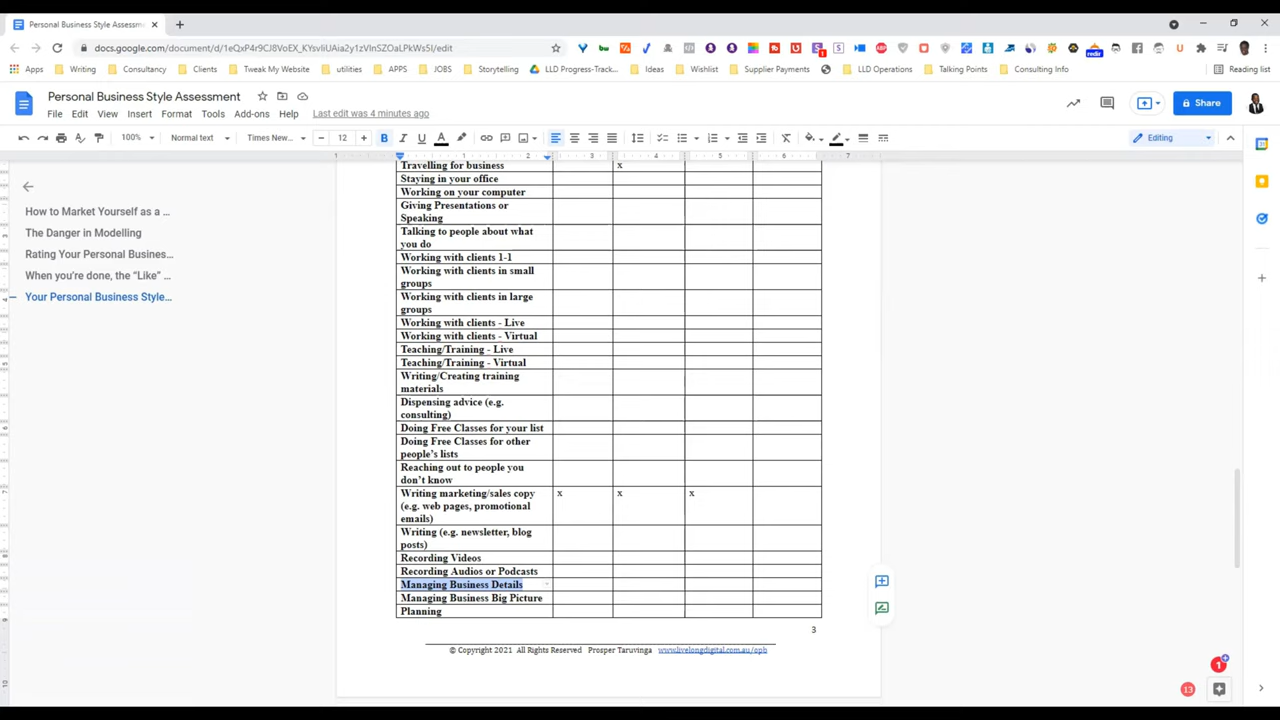 Personal Business Style Assessm
docs.google.com/document/d/1eQxP4r9CJ8VoEX_KYsvIiUAia2y1zVInSZOaLPkWs5I/edit
Apps Writing Consultancy Clients Tweak My Website utilities APPS JOBS Storytelling LLD Progress-Track... Ideas Wishlist Supplier Payments LLD Operations Talking Points Consulting Info Reading list
Personal Business Style Assessment
File Edit View Insert Format Tools Add-ons Help Last edit was 4 minutes ago
Share
100% Normal text Times New... 12 Editing
How to Market Yourself as a ...
The Danger in Modelling
Rating Your Personal Busines...
When you're done, the “Like” ...
Your Personal Business Style...
Travelling for business x
Staying in your office
Working on your computer
Giving Presentations or
Speaking
Talking to people about what
you do
Working with clients 1-1
Working with clients in small
groups
Working with clients in large
groups
Working with clients - Live
Working with clients - Virtual
Teaching/Training - Live
Teaching/Training - Virtual
Writing/Creating training
materials
Dispensing advice (e.g.
consulting)
Doing Free Classes for your list
Doing Free Classes for other
people's lists
Reaching out to people you
don't know
Writing marketing/sales copy x x x
(e.g. web pages, promotional
emails)
Writing (e.g. newsletter, blog
posts)
Recording Videos
Recording Audios or Podcasts
Managing Business Details
Managing Business Big Picture
Planning
3
© Copyright 2021 All Rights Reserved Prosper Taruvinga www.livelongdigital.com.au/opb
1
13